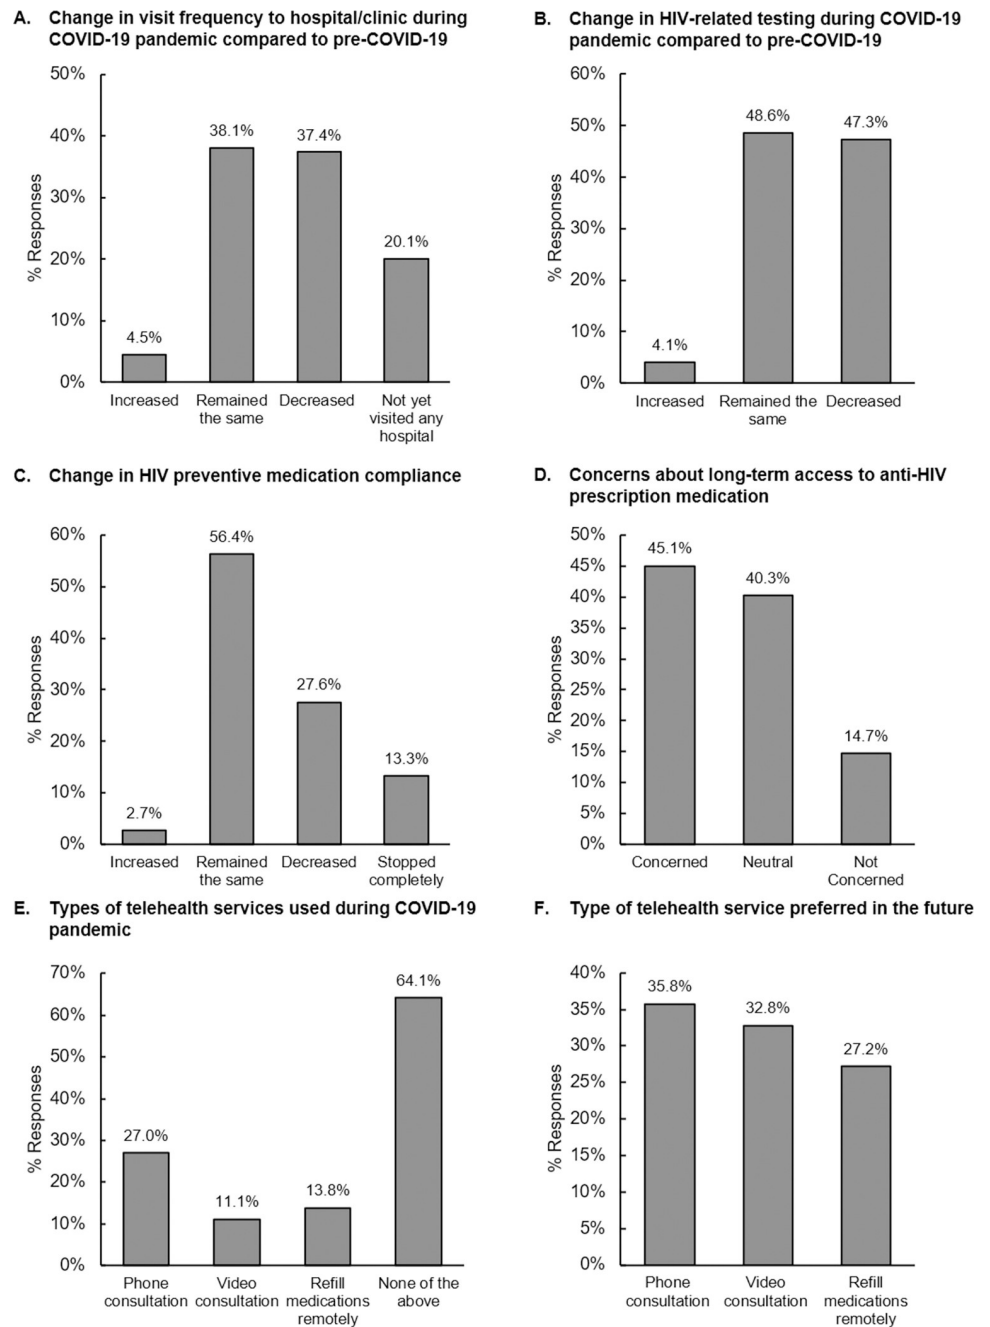 A. Change in visit frequency to hospital/clinic during
COVID-19 pandemic compared to pre-COVID-19
50%
40%
30%
20%
10%
0%
% Responses
4.5%
38.1%
37.4%
20.1%
Increased
Remained
the same
Decreased
Not yet
visited any
hospital
B. Change in HIV-related testing during COVID-19
pandemic compared to pre-COVID-19
60%
50%
40%
30%
20%
10%
0%
% Responses
4.1%
48.6%
47.3%
Increased
Remained the
same
Decreased
C. Change in HIV preventive medication compliance
60%
50%
40%
30%
20%
10%
0%
% Responses
2.7%
56.4%
27.6%
13.3%
Increased
Remained
the same
Decreased
Stopped
completely
D. Concerns about long-term access to anti-HIV
prescription medication
50%
45%
40%
35%
30%
25%
20%
15%
10%
5%
0%
% Responses
45.1%
40.3%
14.7%
Concerned
Neutral
Not
Concerned
E. Types of telehealth services used during COVID-19
pandemic
70%
60%
50%
40%
30%
20%
10%
0%
% Responses
27.0%
11.1%
13.8%
64.1%
Phone
consultation
Video
consultation
Refill
medications
remotely
None of the
above
F. Type of telehealth service preferred in the future
40%
35%
30%
25%
20%
15%
10%
5%
0%
% Responses
35.8%
32.8%
27.2%
Phone
consultation
Video
consultation
Refill
medications
remotely